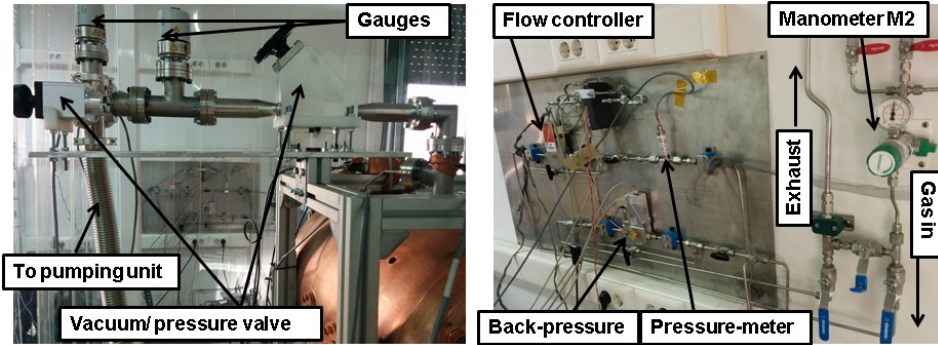 Gauges
To pumping unit
Vacuum/ pressure valve
Flow controller
Manometer M2
Exhaust
Gas in
Back-pressure
Pressure-meter